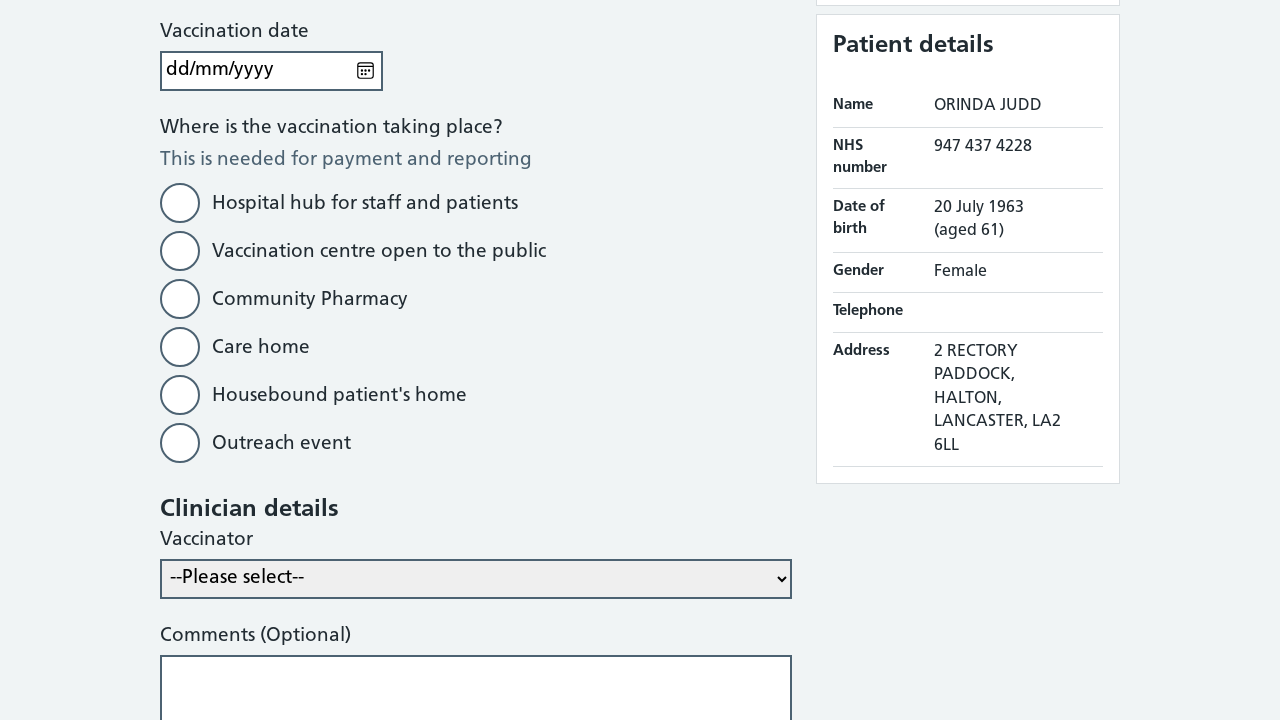 Vaccination date
dd/mm/yyyy
Where is the vaccination taking place?
This is needed for payment and reporting
Hospital hub for staff and patients
Vaccination centre open to the public
Community Pharmacy
Care home
Housebound patient's home
Outreach event
Clinician details
Vaccinator
--Please select--
Comments (Optional)
Patient details
Name ORINDA JUDD
NHS number 947 437 4228
Date of birth 20 July 1963 (aged 61)
Gender Female
Telephone
Address 2 RECTORY
PADDOCK,
HALTON,
LANCASTER, LA2
6LL